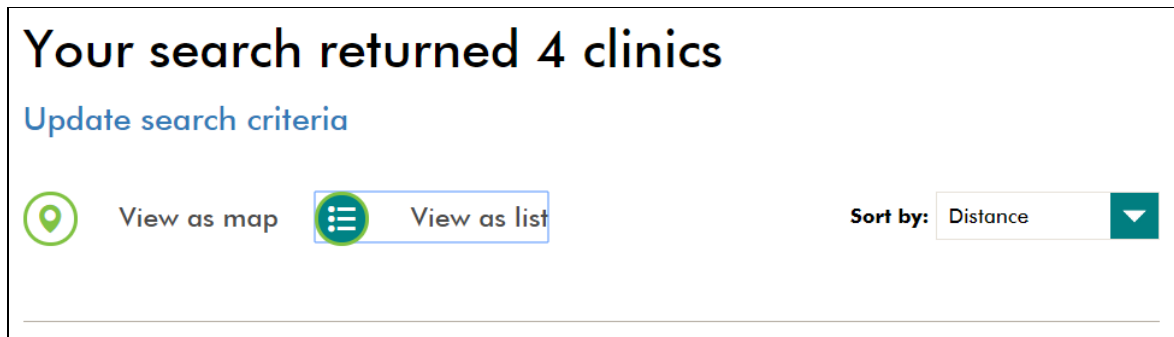 Your search returned 4 clinics
Update search criteria
View as map View as list Sort by: Distance